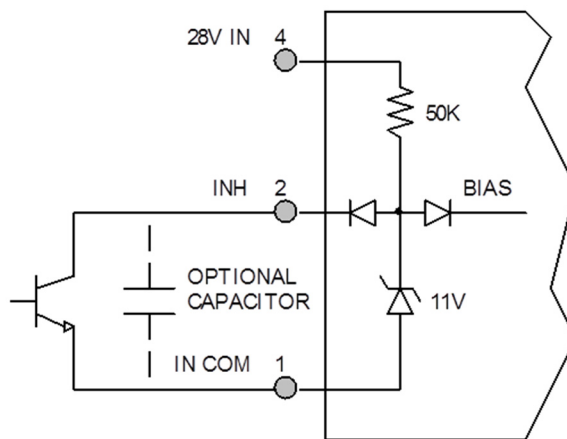 28V IN 4
50K
INH 2
BIAS
OPTIONAL
CAPACITOR
11V
IN COM 1